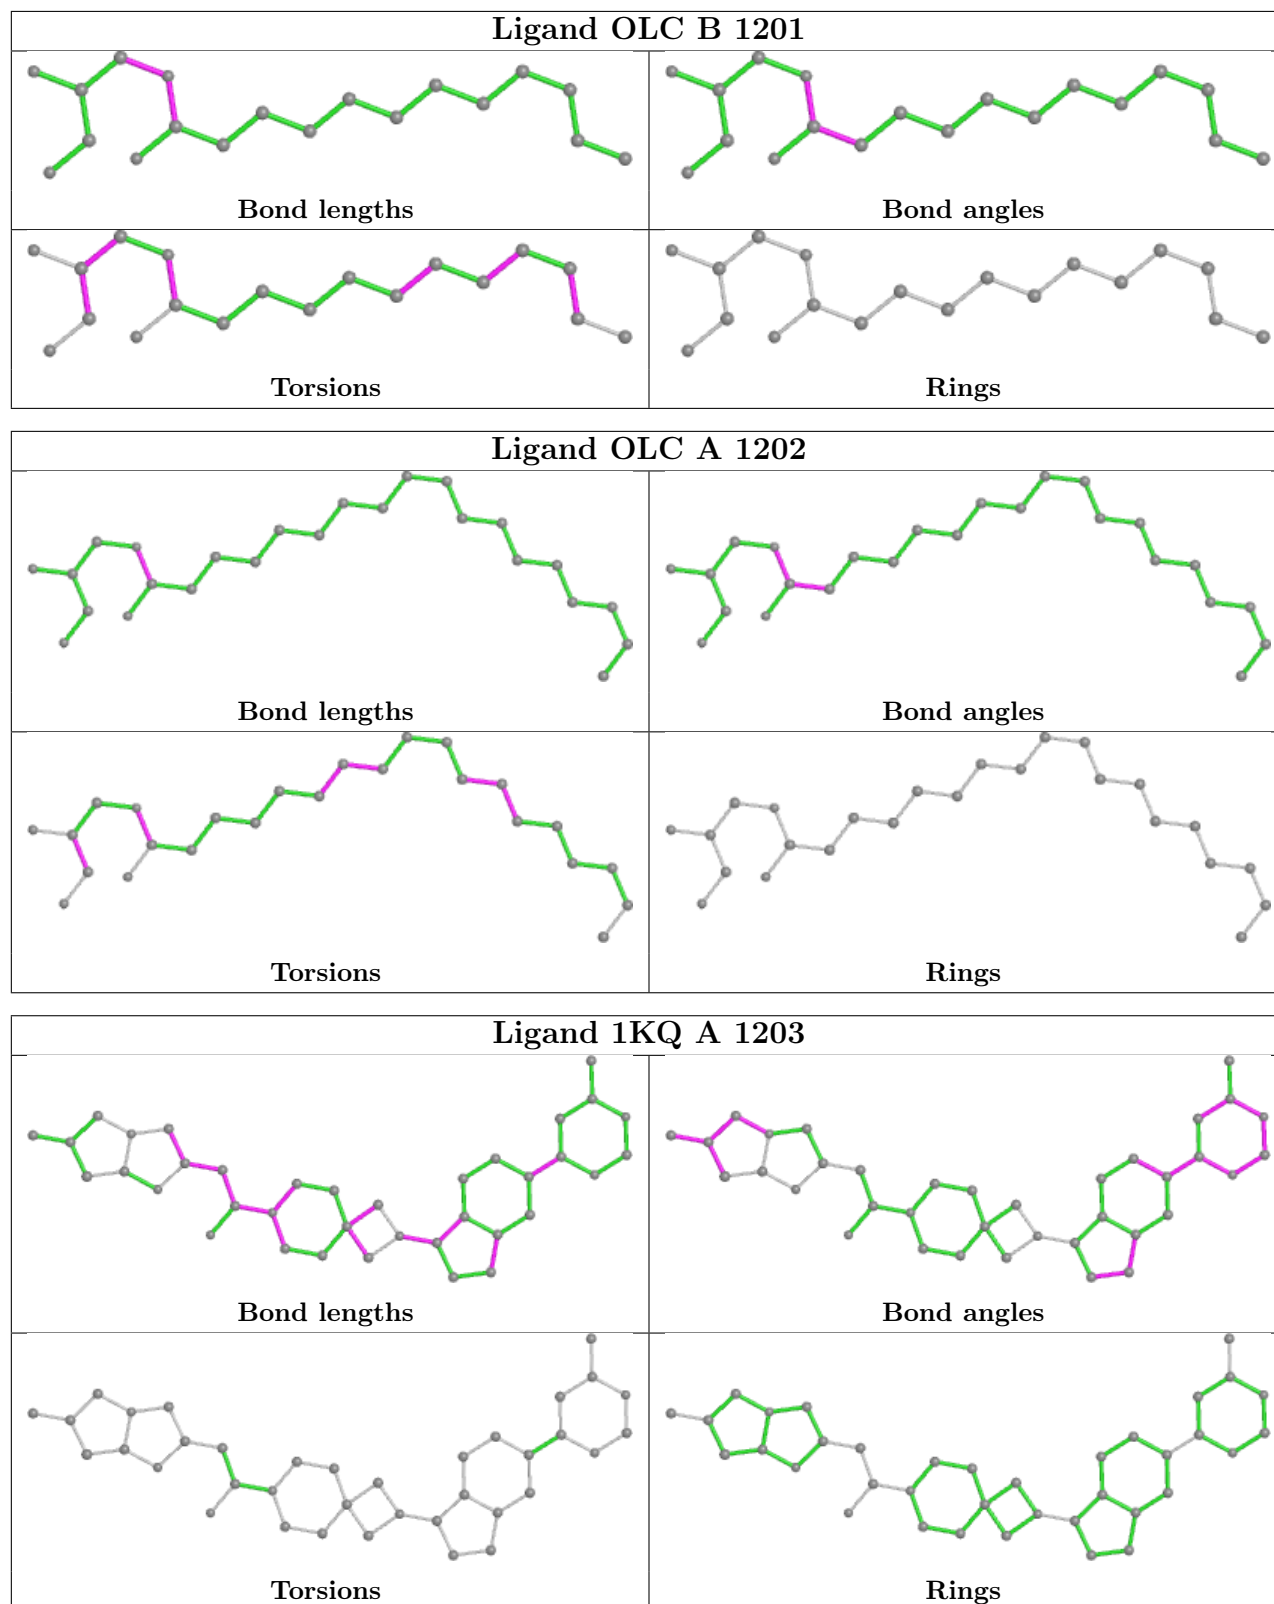 Ligand OLC B 1201
Bond lengths
Bond angles
Torsions
Rings
Ligand OLC A 1202
Bond lengths
Bond angles
Torsions
Rings
Ligand 1KQ A 1203
Bond lengths
Bond angles
Torsions
Rings